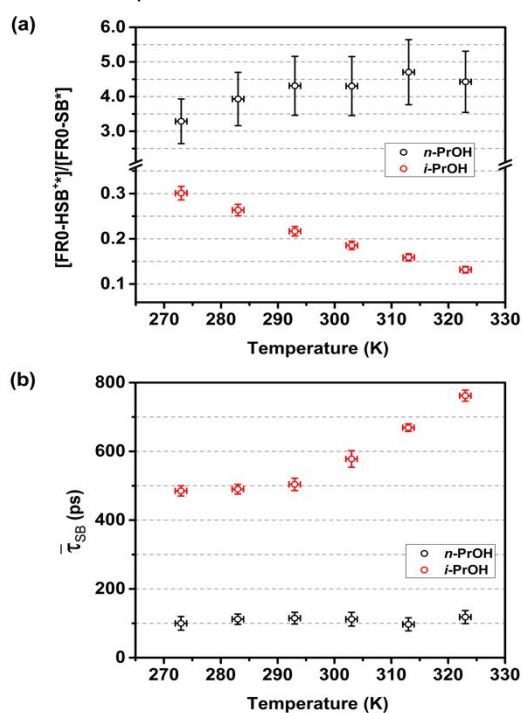 (a)
[FR0-HSB⁺*]/[FR0-SB*]
6.0
5.0
4.0
3.0
0.3
0.2
0.1
n-PrOH
i-PrOH
270 280 290 300 310 320 330
Temperature (K)
(b)
τ̄SB (ps)
800
600
400
200
0
n-PrOH
i-PrOH
270 280 290 300 310 320 330
Temperature (K)